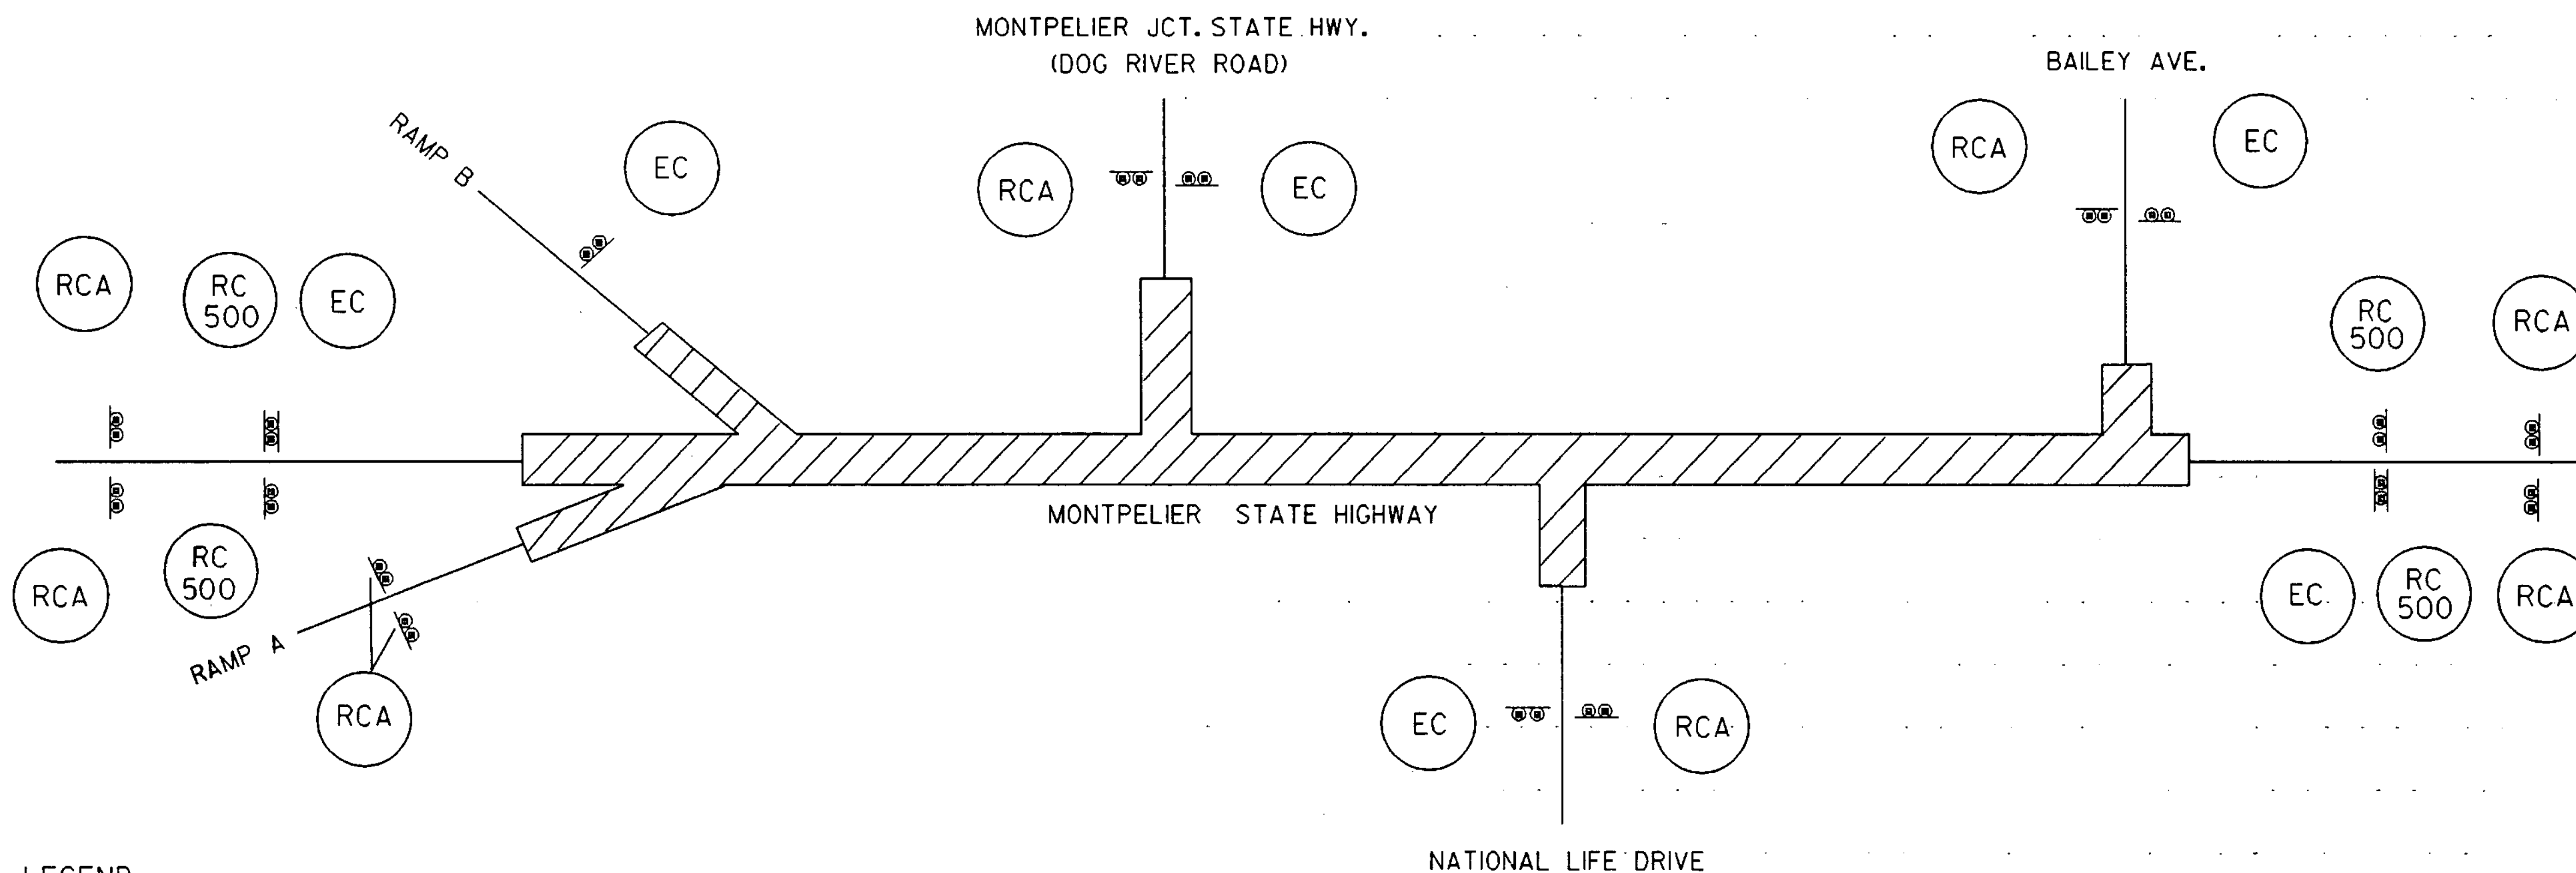 MONTPELIER JCT. STATE HWY.
(DOG RIVER ROAD)
BAILEY AVE.
RAMP B
EC
RCA
EC
RCA
EC
RCA
RC
500
EC
RC
500
RCA
MONTPELIER STATE HIGHWAY
RCA
RC
500
RAMP A
RCA
EC
RC
500
RCA
EC
RCA
NATIONAL LIFE DRIVE
LEGEND